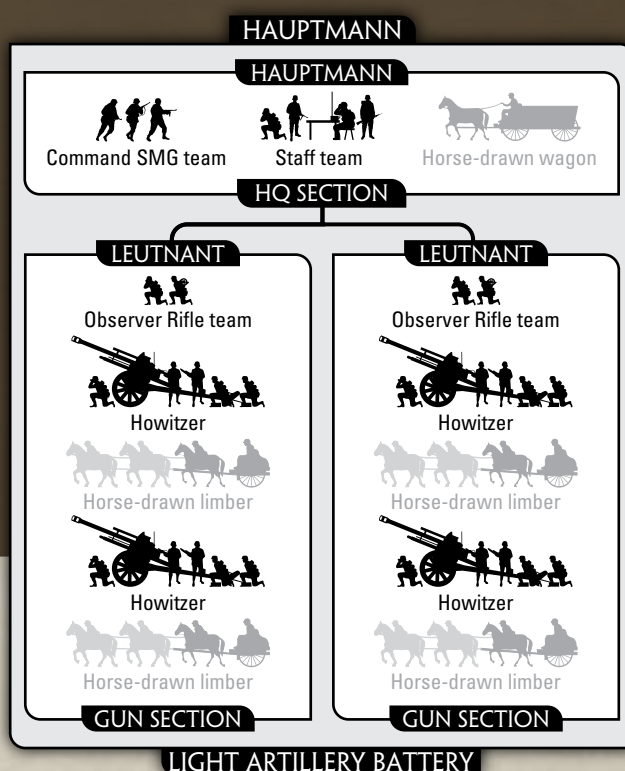 HAUPTMANN
HAUPTMANN
Command SMG team
Staff team
Horse-drawn wagon
HQ SECTION
LEUTNANT
Observer Rifle team
Howitzer
Horse-drawn limber
Howitzer
Horse-drawn limber
GUN SECTION
LEUTNANT
Observer Rifle team
Howitzer
Horse-drawn limber
Howitzer
Horse-drawn limber
GUN SECTION
LIGHT ARTILLERY BATTERY